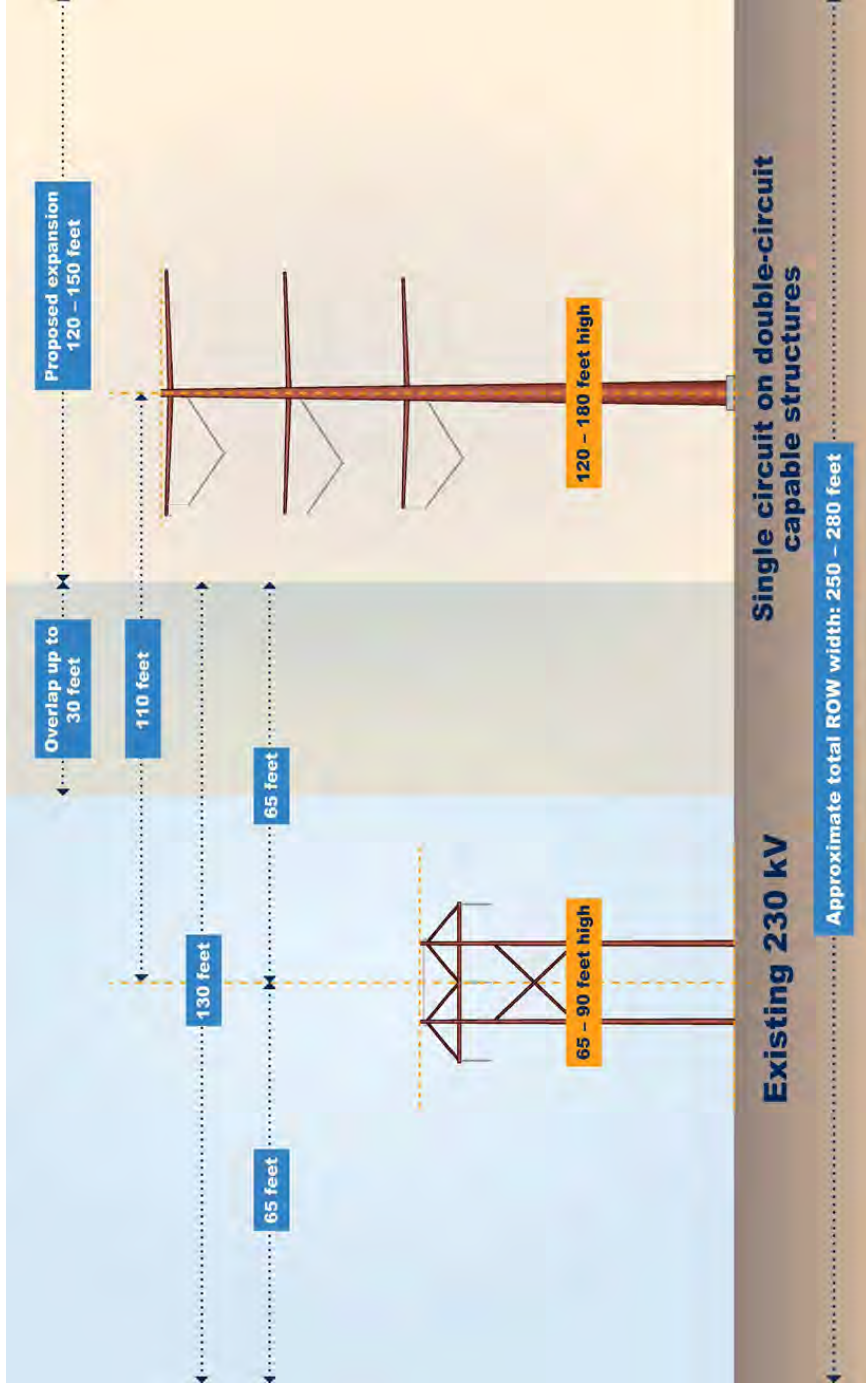 Overlap up to
30 feet
Proposed expansion
120 – 150 feet
110 feet
130 feet
65 feet
65 feet
65 – 90 feet high
120 – 180 feet high
Existing 230 kV
Single circuit on double-circuit
capable structures
Approximate total ROW width: 250 – 280 feet